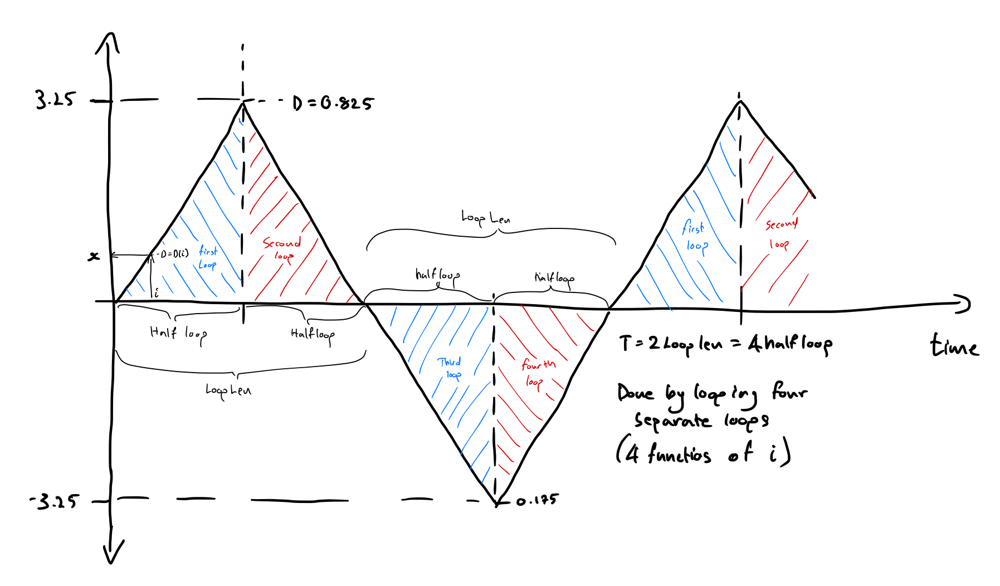 3.25
D = 0.825
Loop Len
x
-D=D(i)
first
Loop
Second
loop
first
loop
Second
loop
half loop
half loop
i
Half loop
Half loop
T = 2 Loop len = 4 half loop
time
Third
loop
fourth
loop
Loop Len
Done by looping four
separate loops
(4 functios of i)
-3.25
0.175